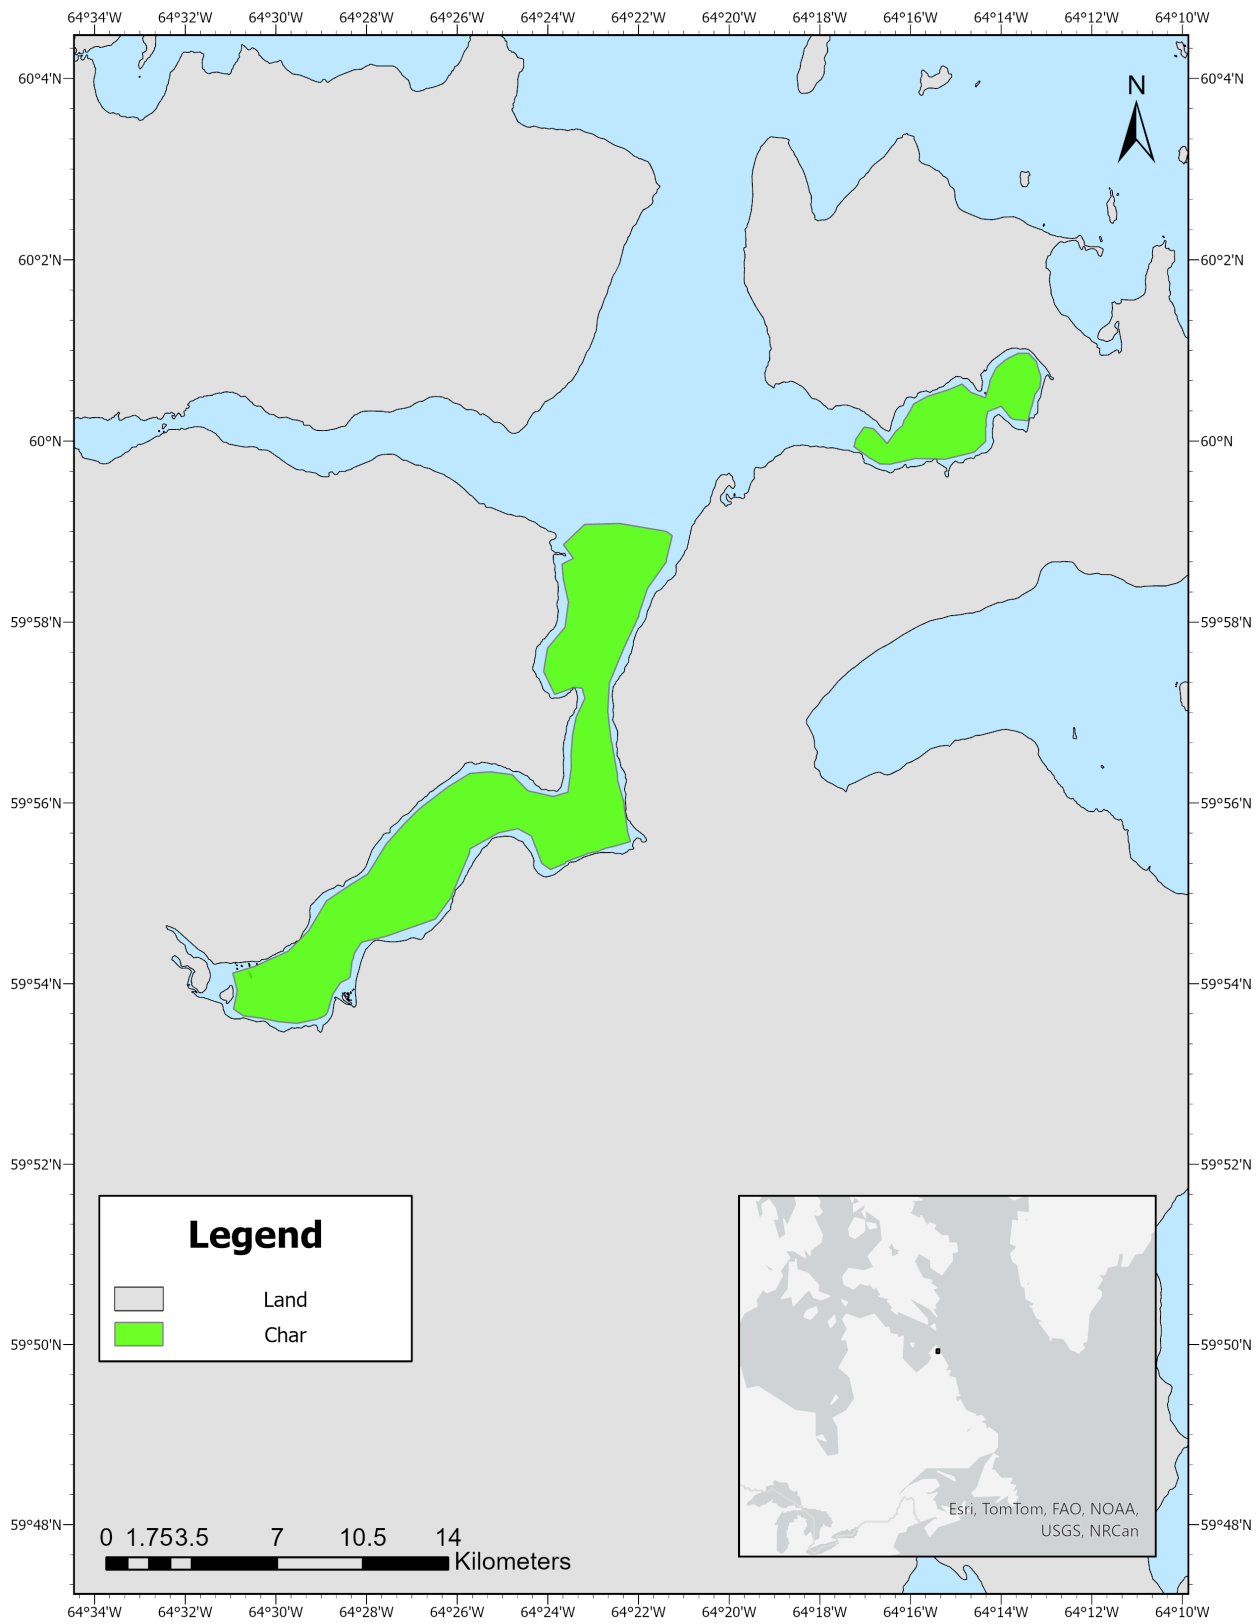 64°34'W 64°32'W 64°30'W 64°28'W 64°26'W 64°24'W 64°22'W 64°20'W 64°18'W 64°16'W 64°14'W 64°12'W 64°10'W
60°4'N 60°4'N
N
60°2'N 60°2'N
60°N 60°N
59°58'N 59°58'N
59°56'N 59°56'N
59°54'N 59°54'N
59°52'N 59°52'N
Legend
Land
Char
59°50'N 59°50'N
Esri, TomTom, FAO, NOAA,
USGS, NRCan
59°48'N 59°48'N
0 1.75 3.5 7 10.5 14
Kilometers
64°34'W 64°32'W 64°30'W 64°28'W 64°26'W 64°24'W 64°22'W 64°20'W 64°18'W 64°16'W 64°14'W 64°12'W 64°10'W